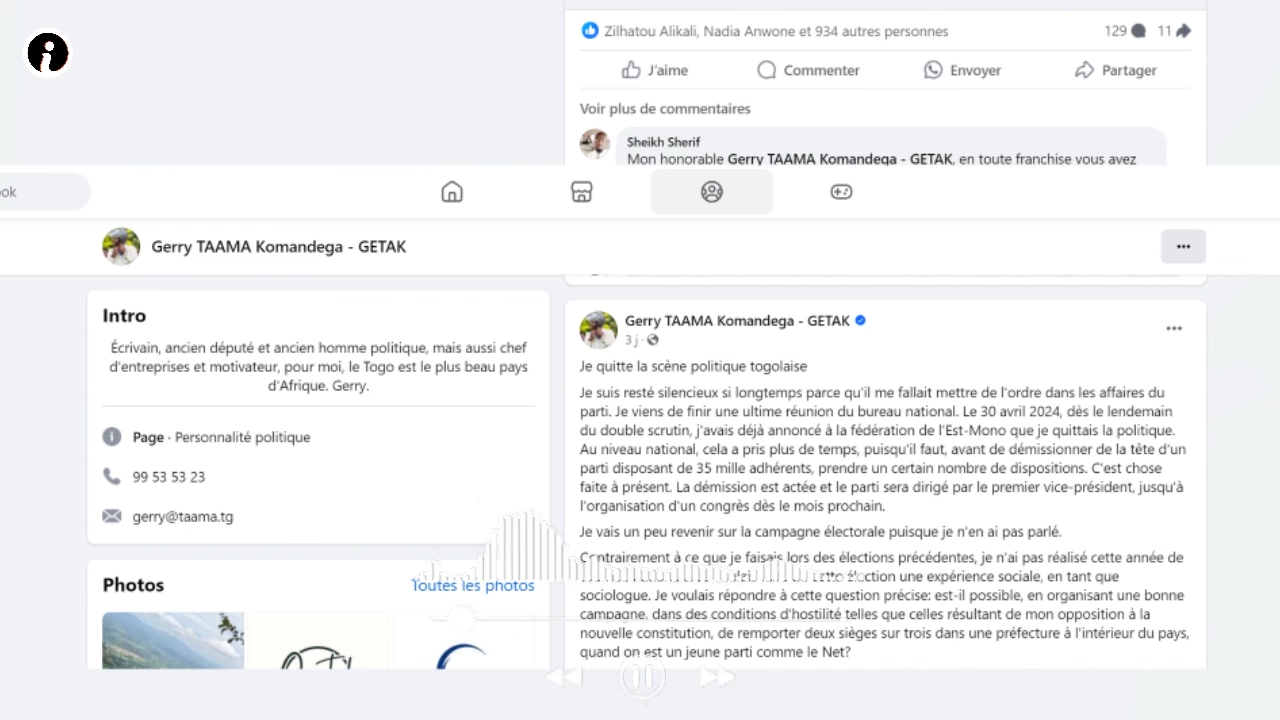 Zilhatou Alikali, Nadia Anwone et 934 autres personnes
129
11
J'aime
Commenter
Envoyer
Partager
Voir plus de commentaires
Sheikh Sherif
Mon honorable Gerry TAAMA Komandega - GETAK, en toute franchise vous avez
ook
Gerry TAAMA Komandega - GETAK
Intro
Écrivain, ancien député et ancien homme politique, mais aussi chef
d'entreprises et motivateur, pour moi, le Togo est le plus beau pays
d'Afrique. Gerry.
Page · Personnalité politique
99 53 53 23
gerry@taama.tg
Photos
Toutes les photos
Gerry TAAMA Komandega - GETAK
3 j ·
Je quitte la scène politique togolaise
Je suis resté silencieux si longtemps parce qu'il me fallait mettre de l'ordre dans les affaires du
parti. Je viens de finir une ultime réunion du bureau national. Le 30 avril 2024, dès le lendemain
du double scrutin, j'avais déjà annoncé à la fédération de l'Est-Mono que je quittais la politique.
Au niveau national, cela a pris plus de temps, puisqu'il faut, avant de démissionner de la tête d'un
parti disposant de 35 mille adhérents, prendre un certain nombre de dispositions. C'est chose
faite à présent. La démission est actée et le parti sera dirigé par le premier vice-président, jusqu'à
l'organisation d'un congrès dès le mois prochain.
Je vais un peu revenir sur la campagne électorale puisque je n'en ai pas parlé.
Contrairement à ce que je faisais lors des élections précédentes, je n'ai pas réalisé cette année de
une expérience sociale, en tant que
sociologue. Je voulais répondre à cette question précise: est-il possible, en organisant une bonne
campagne, dans des conditions d'hostilité telles que celles résultant de mon opposition à la
nouvelle constitution, de remporter deux sièges sur trois dans une préfecture à l'intérieur du pays,
quand on est un jeune parti comme le Net?